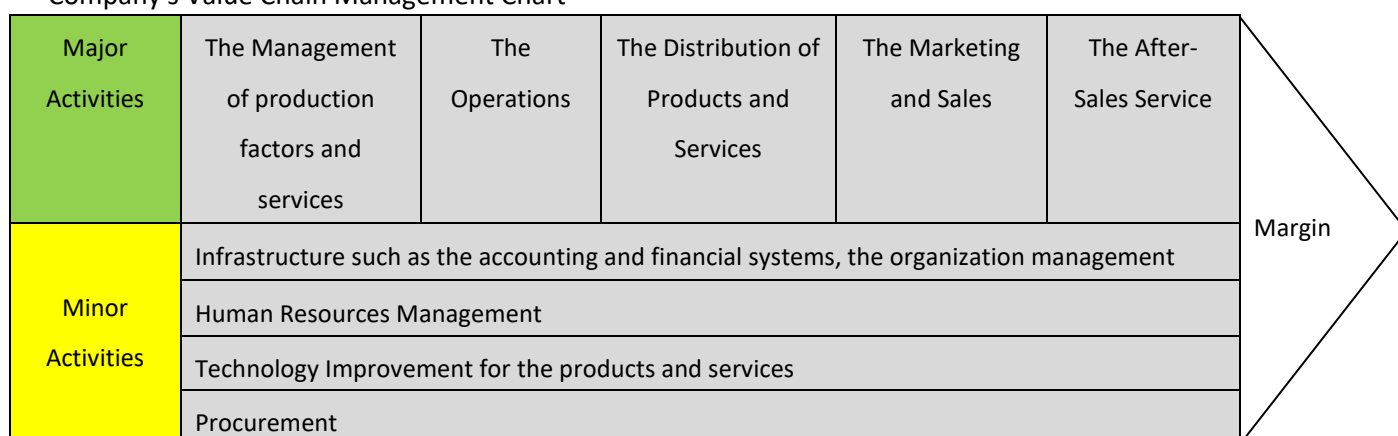 Company's Value Chain Management Chart
Major
Activities
The Management
of production
factors and
services
The
Operations
The Distribution of
Products and
Services
The Marketing
and Sales
The After-
Sales Service
Margin
Minor
Activities
Infrastructure such as the accounting and financial systems, the organization management
Human Resources Management
Technology Improvement for the products and services
Procurement